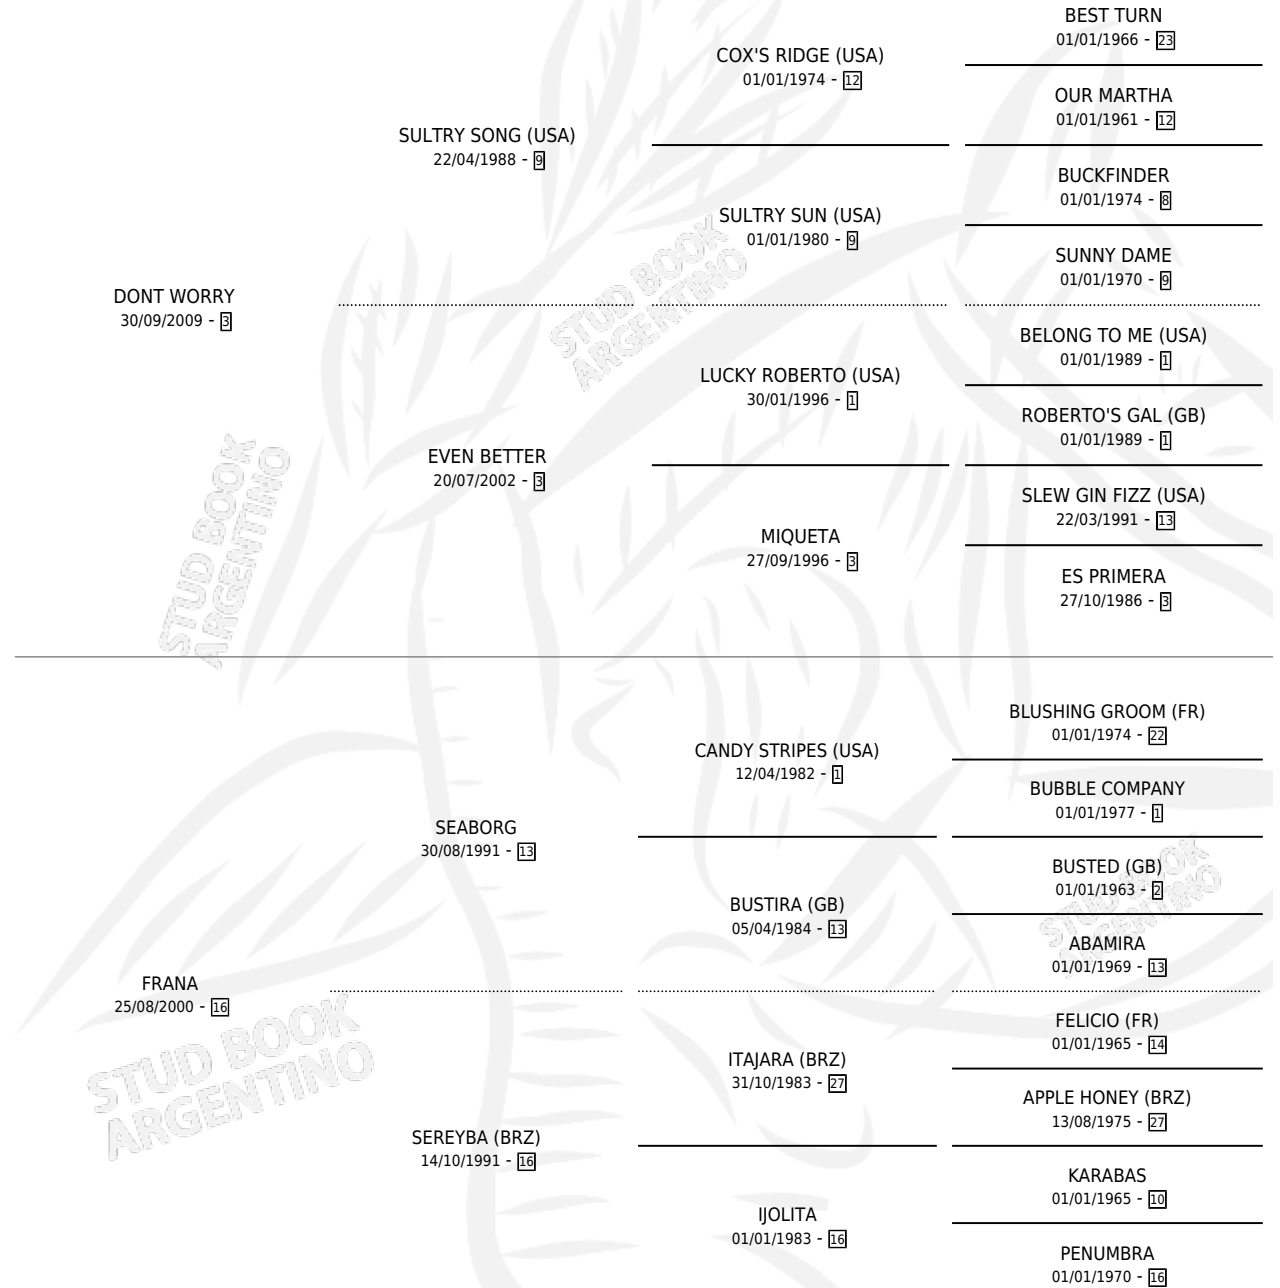 BEST TURN
01/01/1966 - 23
COX'S RIDGE (USA)
01/01/1974 - 12
OUR MARTHA
01/01/1961 - 12
SULTRY SONG (USA)
22/04/1988 - 9
BUCKFINDER
01/01/1974 - 8
SULTRY SUN (USA)
01/01/1980 - 9
SUNNY DAME
01/01/1970 - 9
STUD BOOK
ARGENTINO
DONT WORRY
30/09/2009 - 3
BELONG TO ME (USA)
01/01/1989 - 1
LUCKY ROBERTO (USA)
30/01/1996 - 1
ROBERTO'S GAL (GB)
01/01/1989 - 1
EVEN BETTER
20/07/2002 - 3
SLEW GIN FIZZ (USA)
22/03/1991 - 13
MIQUETA
27/09/1996 - 3
ES PRIMERA
27/10/1986 - 3
STUD BOOK
ARGENTINO
BLUSHING GROOM (FR)
01/01/1974 - 22
CANDY STRIPES (USA)
12/04/1982 - 1
BUBBLE COMPANY
01/01/1977 - 1
SEABORG
30/08/1991 - 13
BUSTED (GB)
01/01/1963 - 2
BUSTIRA (GB)
05/04/1984 - 13
ABAMIRA
01/01/1969 - 13
STUD BOOK
ARGENTINO
FRANA
25/08/2000 - 16
FELICIO (FR)
01/01/1965 - 14
ITAJARA (BRZ)
31/10/1983 - 27
APPLE HONEY (BRZ)
13/08/1975 - 27
STUD BOOK
ARGENTINO
SEREYBA (BRZ)
14/10/1991 - 16
KARABAS
01/01/1965 - 10
IJOLITA
01/01/1983 - 16
PENUMBRA
01/01/1970 - 16